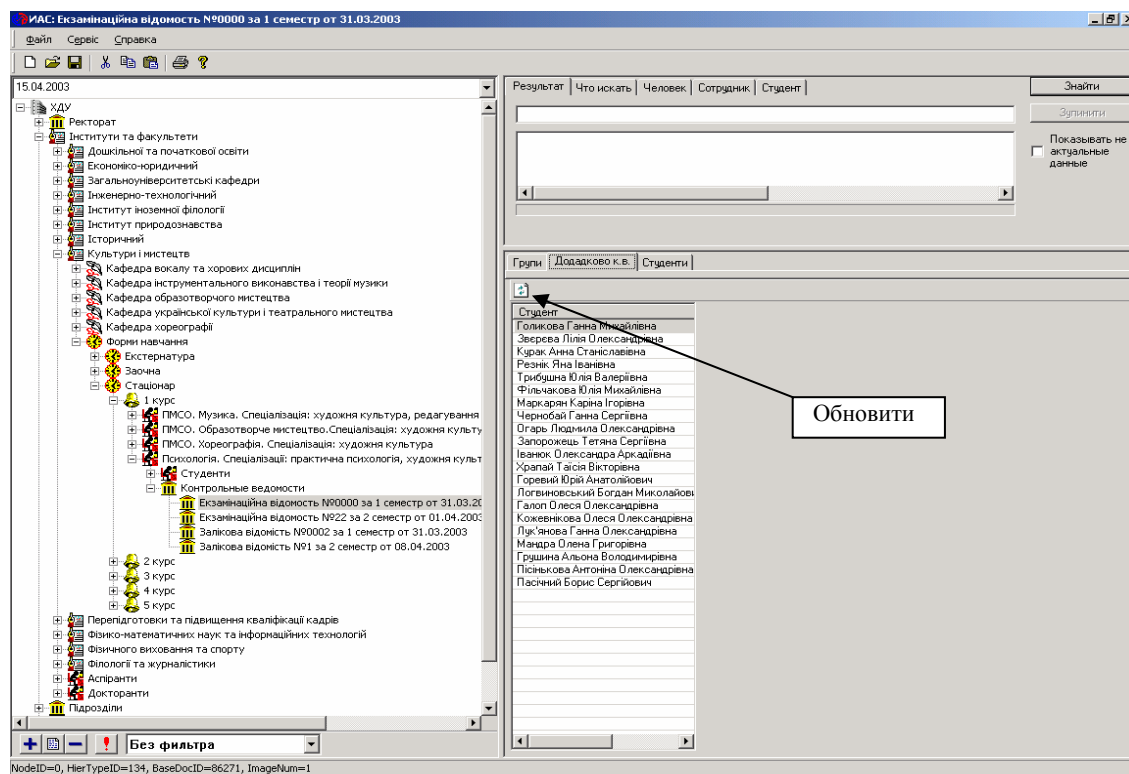 ИАС: Екзамінаційна відомость №0000 за 1 семестр от 31.03.2003
Файл Сервіс Справка
15.04.2003
ХДУ
Ректорат
Інститути та факультети
Дошкільної та початкової освіти
Економіко-юридичний
Загальноуніверситетські кафедри
Інженерно-технологічний
Інститут іноземної філології
Інститут природознавства
Історичний
Культури і мистецтв
Кафедра вокалу та хорових дисциплін
Кафедра інструментального виконавства і теорії музики
Кафедра образотворчого мистецтва
Кафедра української культури і театрального мистецтва
Кафедра хореографії
Форми навчання
Екстернатура
Заочна
Стаціонар
1 курс
ПМСО. Музика. Спеціалізація: художня культура, редагування
ПМСО. Образотворче мистецтво.Спеціалізація: художня культу
ПМСО. Хореографія. Спеціалізація: художня культура
Психологія. Спеціалізації: практична психологія, художня культ
Студенти
Контрольные ведомости
Екзамінаційна відомость №0000 за 1 семестр от 31.03.20
Екзамінаційна відомость №22 за 2 семестр от 01.04.2003
Залікова відомість №0002 за 1 семестр от 31.03.2003
Залікова відомість №1 за 2 семестр от 08.04.2003
2 курс
3 курс
4 курс
5 курс
Перепідготовки та підвищення кваліфікації кадрів
Фізико-математичних наук та інформаційних технологій
Фізичного виховання та спорту
Філології та журналістики
Аспіранти
Докторанти
Підрозділи
Без фильтра
Результат Что искать Человек Сотрудник Студент
Знайти
Зупинити
Показывать не
актуальные
данные
Групи Додадково к.в. Студенти
Студент
Голикова Ганна Михайлівна
Звєрєва Лілія Олександрівна
Курак Анна Станіславівна
Резнік Яна Іванівна
Трибушна Юлія Валеріївна
Фільчакова Юлія Михайлівна
Маркарян Каріна Ігорівна
Чернобай Ганна Сергіївна
Огарь Людмила Олександрівна
Запорожець Тетяна Сергіївна
Іванюк Олександра Аркадіївна
Храпай Таїсія Вікторівна
Горевий Юрій Анатолійович
Логвиновський Богдан Миколайови
Галоп Олеся Олександрівна
Кожевнікова Олеся Олександрівна
Лук'янова Ганна Олександрівна
Мандра Олена Григорівна
Грушина Альона Володимирівна
Пісінькова Антоніна Олександрівна
Пасічний Борис Сергійович
Обновити
NodeID=0, HierTypeID=134, BaseDocID=86271, ImageNum=1